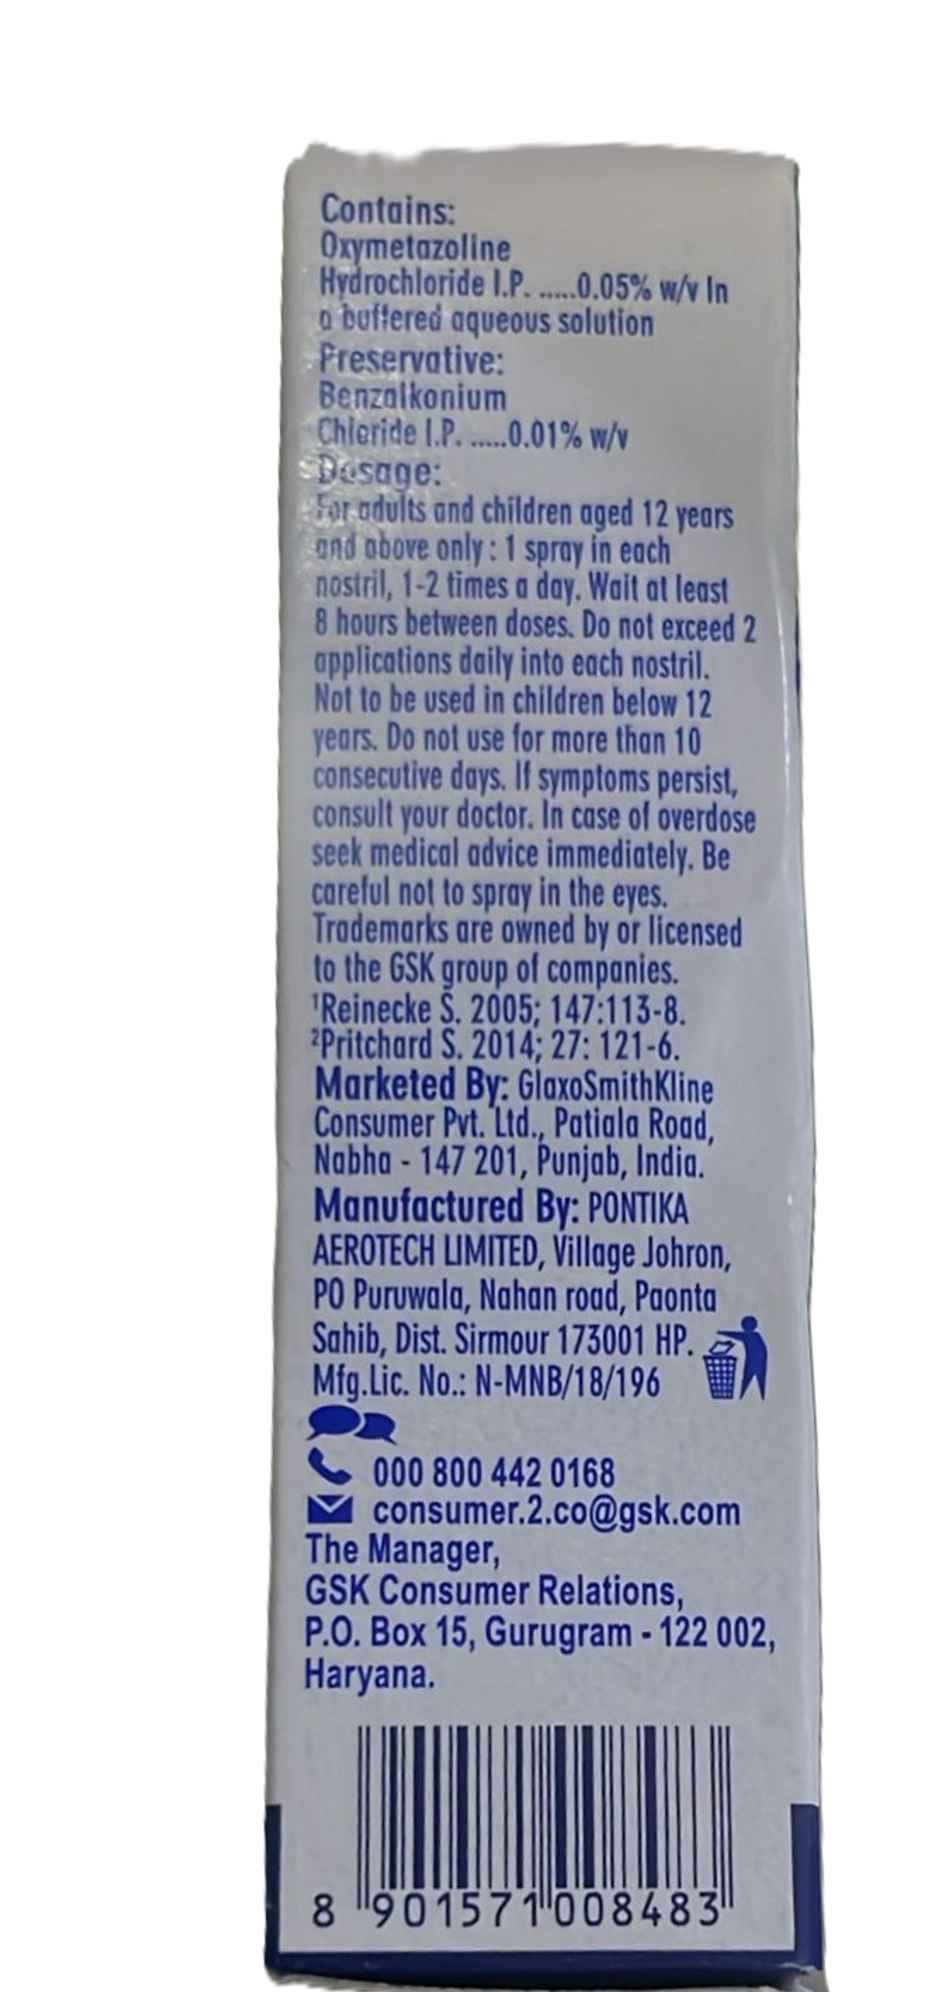 Contains:
Oxymetazoline
Hydrochloride I.P. .....0.05% w/v In
a buffered aqueous solution
Preservative:
Benzalkonium
Chloride I.P. .....0.01% w/v
Dosage:
For adults and children aged 12 years
and above only : 1 spray in each
nostril, 1-2 times a day. Wait at least
8 hours between doses. Do not exceed 2
applications daily into each nostril.
Not to be used in children below 12
years. Do not use for more than 10
consecutive days. If symptoms persist,
consult your doctor. In case of overdose
seek medical advice immediately. Be
careful not to spray in the eyes.
Trademarks are owned by or licensed
to the GSK group of companies.
¹Reinecke S. 2005; 147:113-8.
²Pritchard S. 2014; 27: 121-6.
Marketed By: GlaxoSmithKline
Consumer Pvt. Ltd., Patiala Road,
Nabha - 147 201, Punjab, India.
Manufactured By: PONTIKA
AEROTECH LIMITED, Village Johron,
PO Puruwala, Nahan road, Paonta
Sahib, Dist. Sirmour 173001 HP.
Mfg.Lic. No.: N-MNB/18/196
000 800 442 0168
consumer.2.co@gsk.com
The Manager,
GSK Consumer Relations,
P.O. Box 15, Gurugram - 122 002,
Haryana.
8 901571 008483